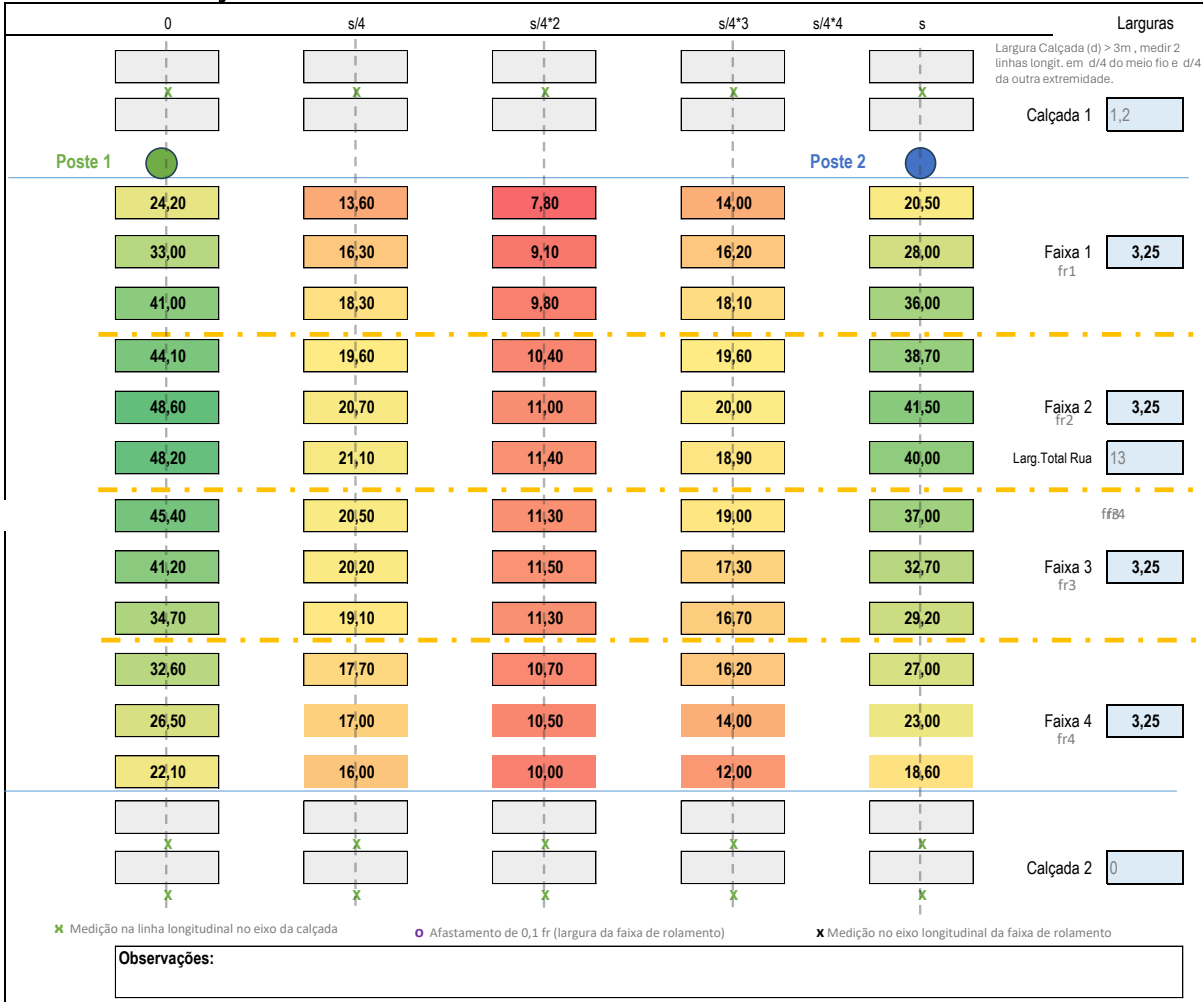 0 s/4 s/4*2 s/4*3 s/4*4 s Larguras
Largura Calçada (d) > 3m , medir 2
linhas longit. em d/4 do meio fio e d/4
da outra extremidade.
x x x x x
Calçada 1 1,2
Poste 1 Poste 2
24,20 13,60 7,80 14,00 20,50
33,00 16,30 9,10 16,20 28,00 Faixa 1 3,25
fr1
41,00 18,30 9,80 18,10 36,00
44,10 19,60 10,40 19,60 38,70
48,60 20,70 11,00 20,00 41,50 Faixa 2 3,25
fr2
48,20 21,10 11,40 18,90 40,00 Larg.Total Rua 13
45,40 20,50 11,30 19,00 37,00
41,20 20,20 11,50 17,30 32,70 Faixa 3 3,25
fr3
34,70 19,10 11,30 16,70 29,20
32,60 17,70 10,70 16,20 27,00
26,50 17,00 10,50 14,00 23,00 Faixa 4 3,25
fr4
22,10 16,00 10,00 12,00 18,60
x x x x x
Calçada 2 0
x x x x x
x Medição na linha longitudinal no eixo da calçada o Afastamento de 0,1 fr (largura da faixa de rolamento) x Medição no eixo longitudinal da faixa de rolamento
Observações: